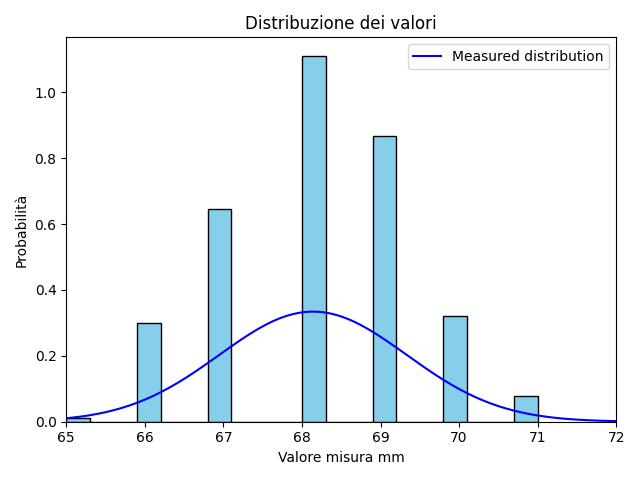 Distribuzione dei valori
Measured distribution
Probabilità
1.0
0.8
0.6
0.4
0.2
0.0
65 66 67 68 69 70 71 72
Valore misura mm